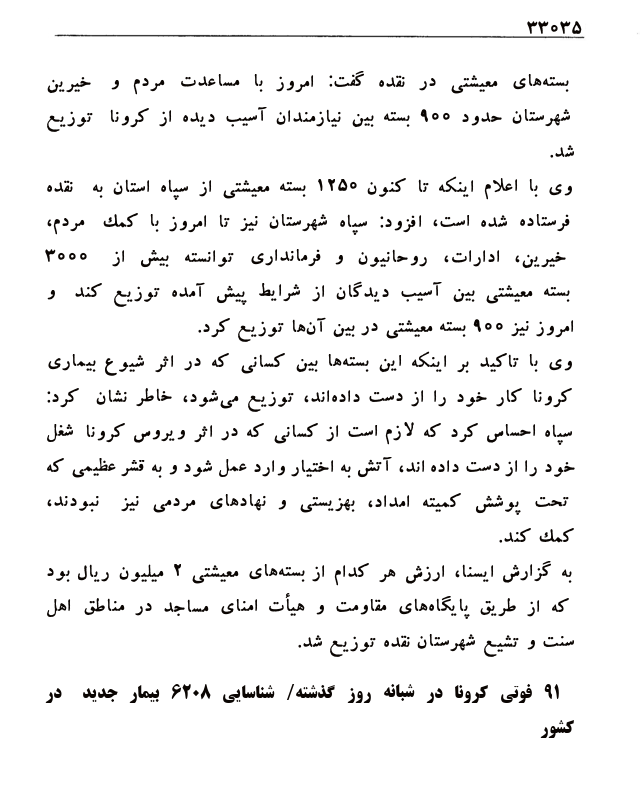 ۳۳۰۳۵
بسته‌های معیشتی در نقده گفت: امروز با مساعدت مردم و خیرین
شهرستان حدود ۹۰۰ بسته بین نیازمندان آسیب دیده از کرونا توزیع
شد.
وی با اعلام اینکه تا کنون ۱۲۵۰ بسته معیشتی از سپاه استان به نقده
فرستاده شده است، افزود: سپاه شهرستان نیز تا امروز با کمک مردم،
خیرین، ادارات، روحانیون و فرمانداری توانسته بیش از ۳۰۰۰
بسته معیشتی بین آسیب دیدگان از شرایط پیش آمده توزیع کند و
امروز نیز ۹۰۰ بسته معیشتی در بین آن‌ها توزیع کرد.
وی با تاکید بر اینکه این بسته‌ها بین کسانی که در اثر شیوع بیماری
کرونا کار خود را از دست داده‌اند، توزیع می‌شود، خاطر نشان کرد:
سپاه احساس کرد که لازم است از کسانی که در اثر ویروس کرونا شغل
خود را از دست داده اند، آتش به اختیار وارد عمل شود و به قشر عظیمی که
تحت پوشش کمیته امداد، بهزیستی و نهادهای مردمی نیز نبودند،
کمک کند.
به گزارش ایسنا، ارزش هر کدام از بسته‌های معیشتی ۲ میلیون ریال بود
که از طریق پایگاه‌های مقاومت و هیأت امنای مساجد در مناطق اهل
سنت و تشیع شهرستان نقده توزیع شد.
۹۱ فوتی کرونا در شبانه روز گذشته/ شناسایی ۶۲۰۸ بیمار جدید در
کشور